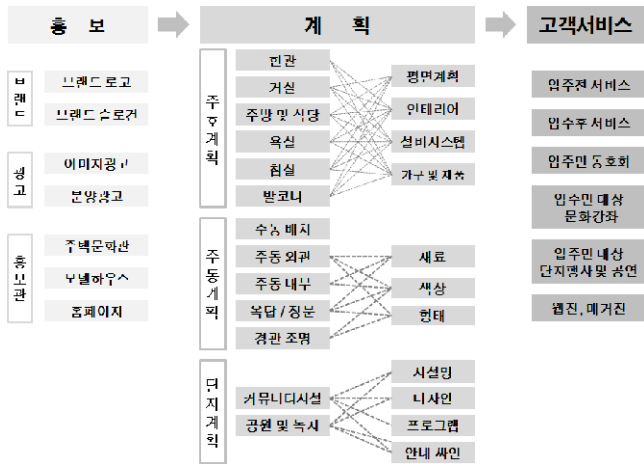 홍 보
계 획
고객서비스
브랜드
브랜드 로고
브랜드 슬로건
광고
이미지광고
분양광고
홍보관
주택문화관
모델하우스
홈페이지
주호계획
현관
거실
주방 및 식당
욕실
침실
발코니
평면계획
인테리어
설비시스템
가구 및 제품
주동계획
주동 배치
주동 외관
주동 내부
옥탑 / 정문
경관 조명
재료
색상
형태
단지계획
커뮤니티시설
공원 및 녹지
시설명
디자인
프로그램
안내 싸인
입주전 서비스
입주후 서비스
입주민 동호회
입주민 대상
문화강좌
입주민 대상
단지행사 및 공연
웹진, 매거진